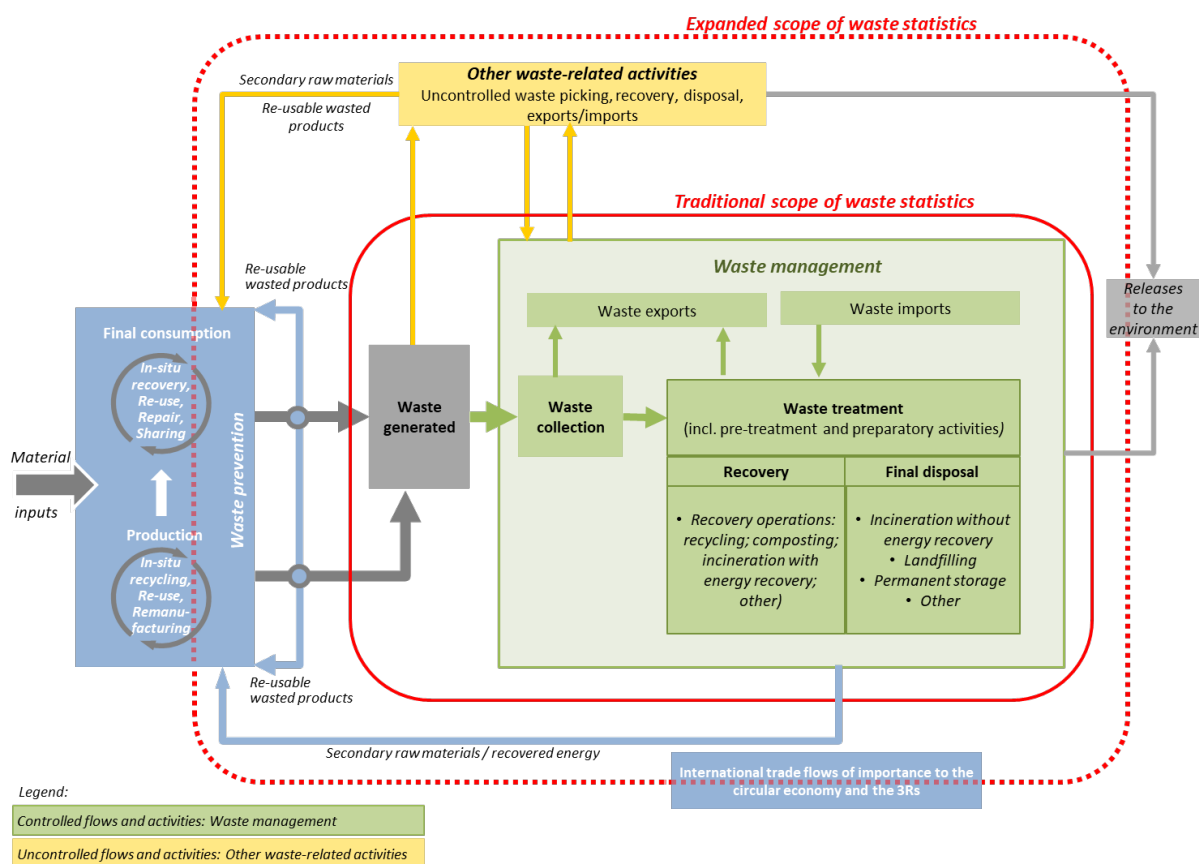 Expanded scope of waste statistics
Other waste-related activities
Uncontrolled waste picking, recovery, disposal,
exports/imports
Secondary raw materials
Re-usable wasted
products
Traditional scope of waste statistics
Waste management
Re-usable
wasted products
Waste exports
Waste imports
Releases
to the
environment
Final consumption
In-situ
recovery,
Re-use,
Repair,
Sharing
Waste prevention
Waste
generated
Waste
collection
Waste treatment
(incl. pre-treatment and preparatory activities)
Material
inputs
Recovery
Final disposal
Production
In-situ
recycling,
Re-use,
Remanu-
facturing
• Recovery operations:
recycling; composting;
incineration with
energy recovery;
other)
• Incineration without
energy recovery
• Landfilling
• Permanent storage
• Other
Re-usable
wasted products
Secondary raw materials / recovered energy
International trade flows of importance to the
circular economy and the 3Rs
Legend:
Controlled flows and activities: Waste management
Uncontrolled flows and activities: Other waste-related activities